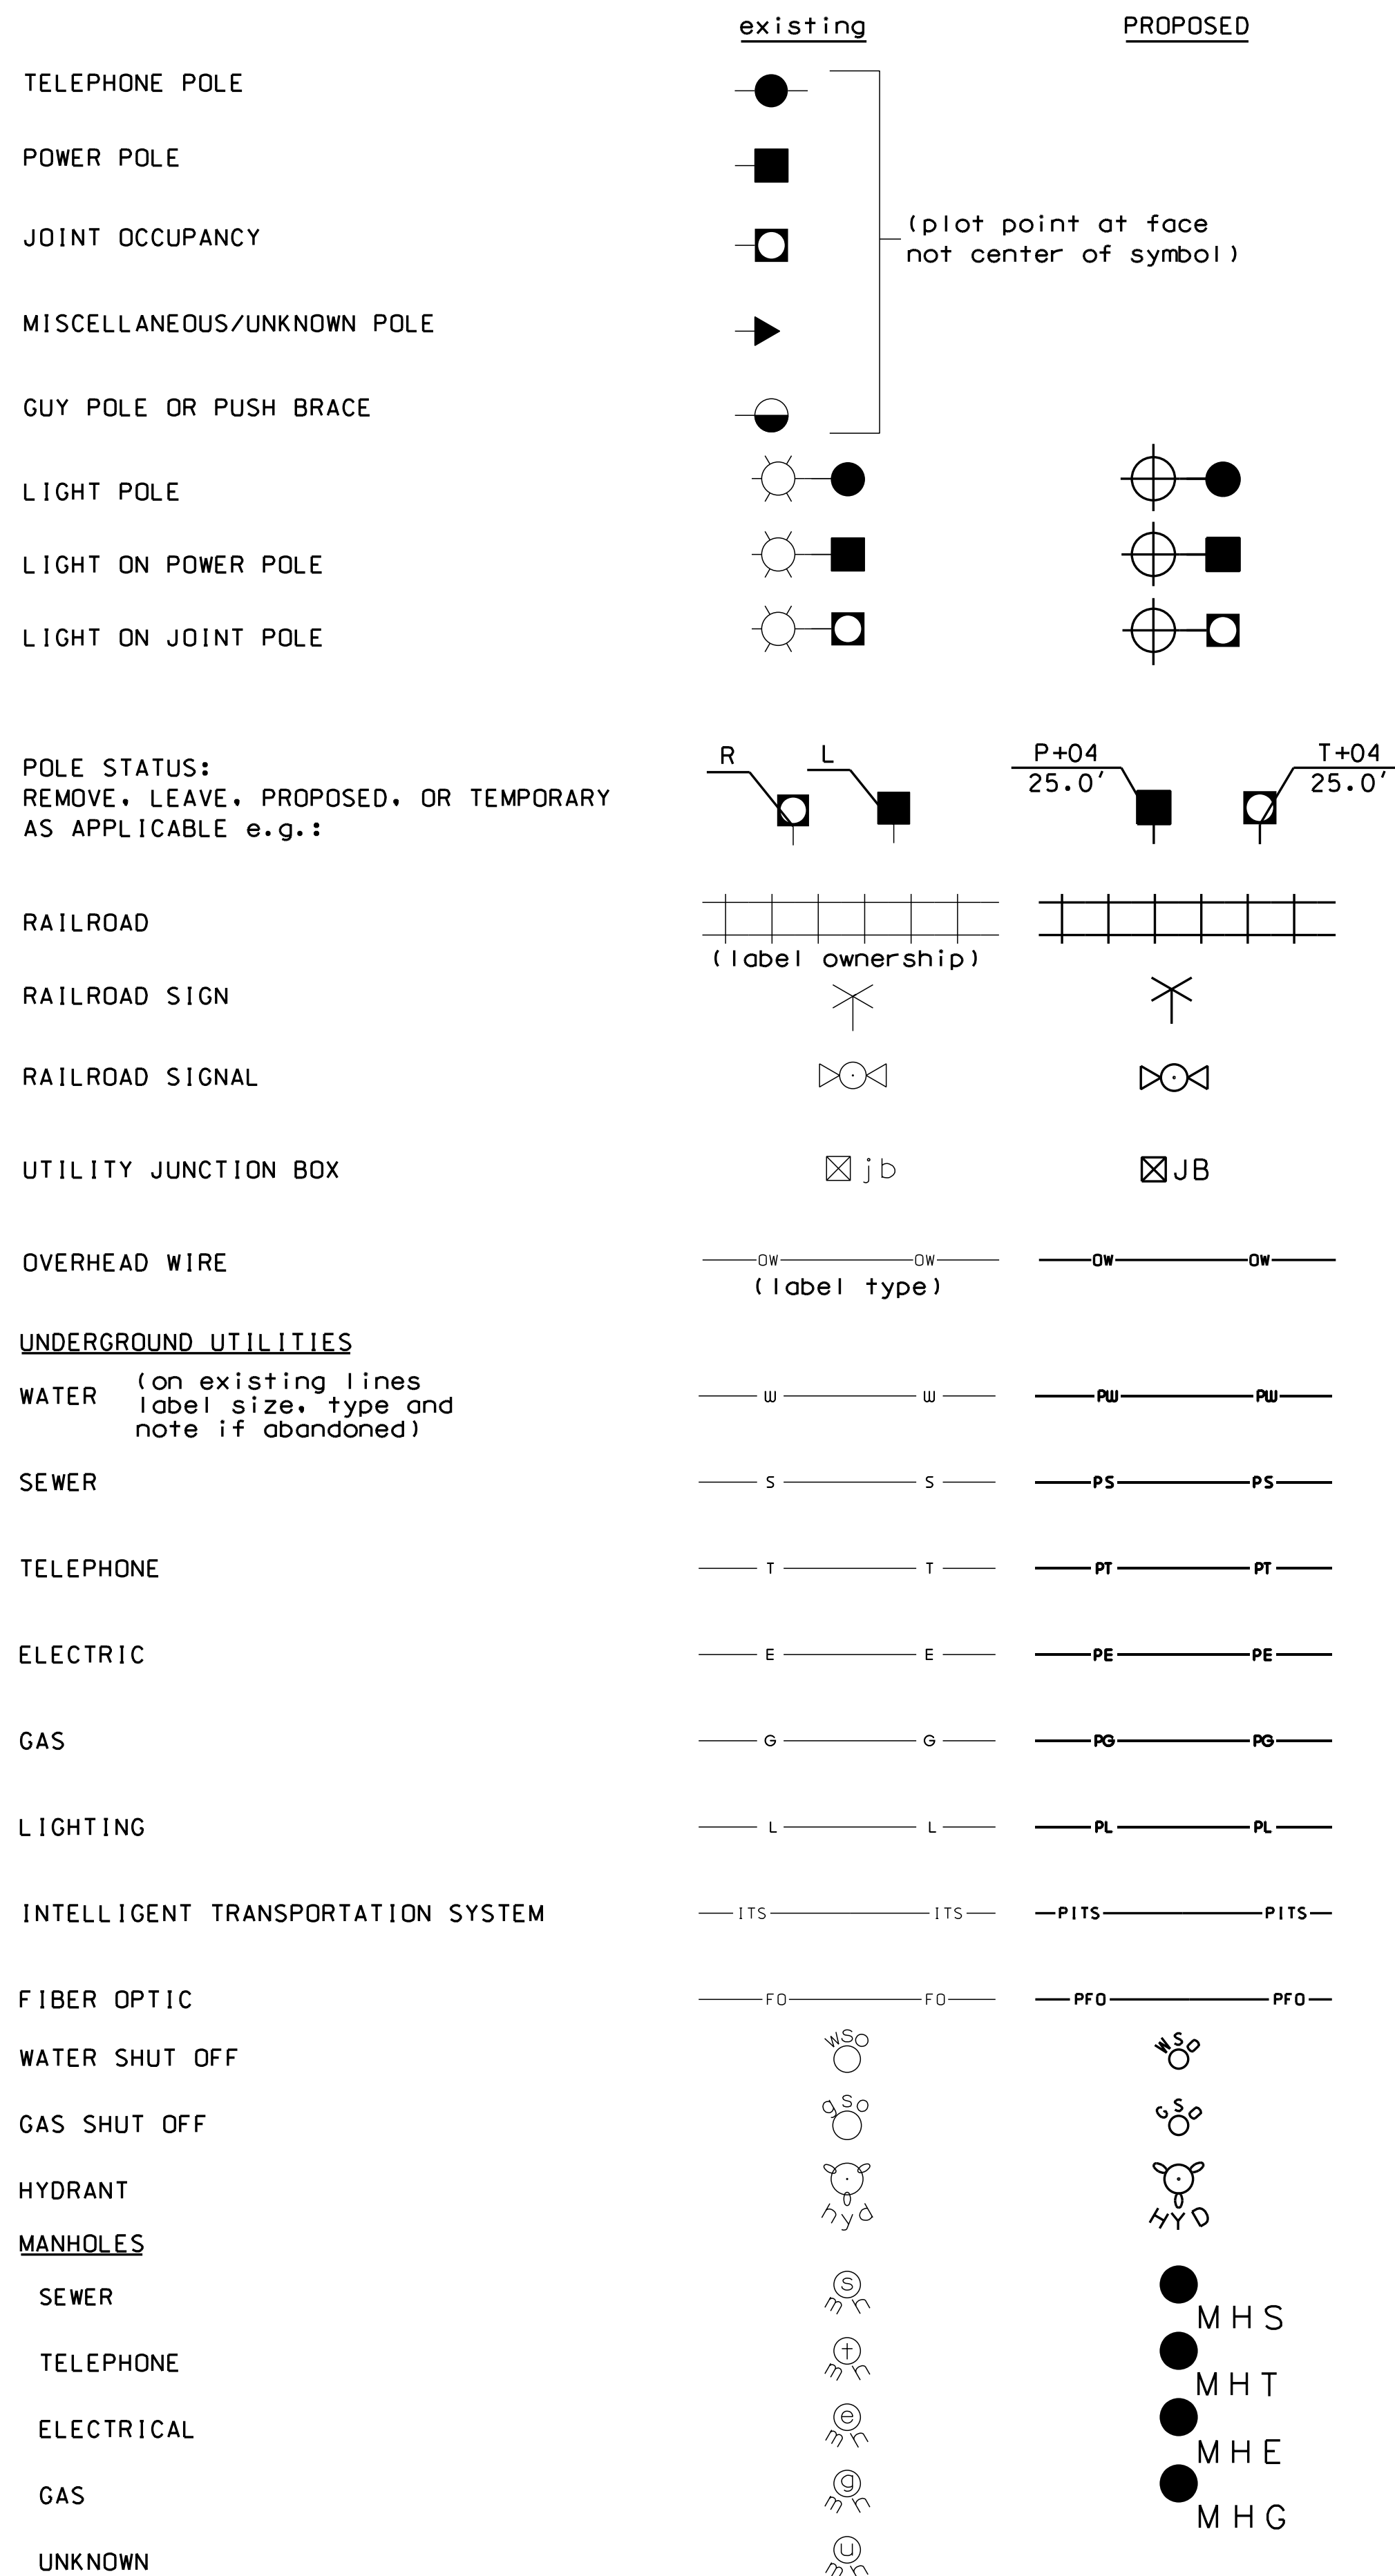 existing PROPOSED
TELEPHONE POLE
POWER POLE
JOINT OCCUPANCY
(plot point at face
not center of symbol)
MISCELLANEOUS/UNKNOWN POLE
GUY POLE OR PUSH BRACE
LIGHT POLE
LIGHT ON POWER POLE
LIGHT ON JOINT POLE
POLE STATUS:
REMOVE, LEAVE, PROPOSED, OR TEMPORARY
AS APPLICABLE e.g.:
R L P+04 T+04
25.0' 25.0'
RAILROAD
(label ownership)
RAILROAD SIGN
RAILROAD SIGNAL
UTILITY JUNCTION BOX jb JB
OVERHEAD WIRE OW OW OW OW
(label type)
UNDERGROUND UTILITIES
WATER (on existing lines
label size, type and
note if abandoned)
W W PW PW
SEWER S S PS PS
TELEPHONE T T PT PT
ELECTRIC E E PE PE
GAS G G PG PG
LIGHTING L L PL PL
INTELLIGENT TRANSPORTATION SYSTEM ITS ITS PITS PITS
FIBER OPTIC FO FO PFO PFO
WATER SHUT OFF wso WSO
GAS SHUT OFF gso GSO
HYDRANT hyd HYD
MANHOLES
SEWER s mh MHS
TELEPHONE t mh MHT
ELECTRICAL e mh MHE
GAS g mh MHG
UNKNOWN u mh